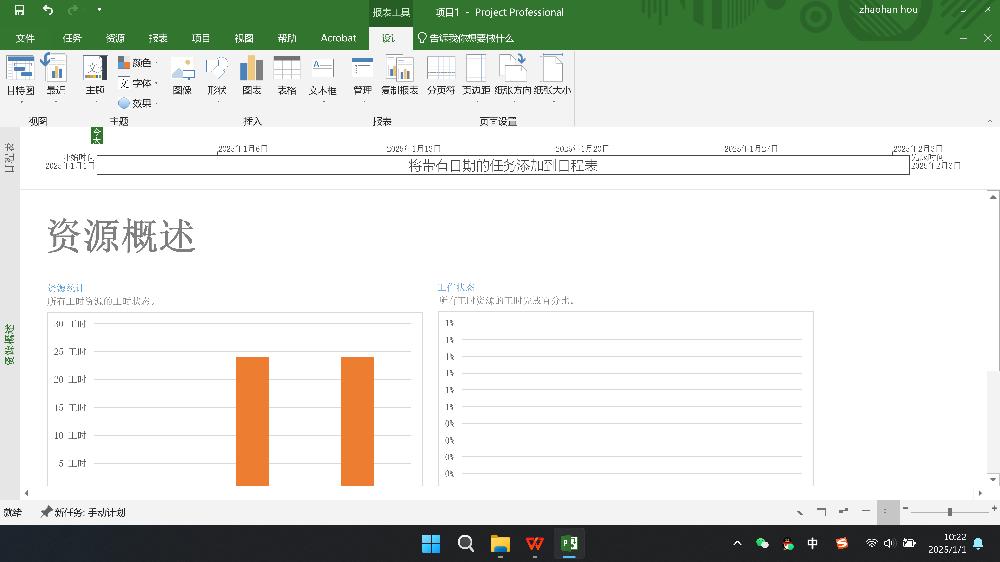 报表工具
项目1 - Project Professional
zhaohan hou
文件 任务 资源 报表 项目 视图 帮助 Acrobat 设计 告诉我你想要做什么
甘特图 最近 主题 颜色 字体 效果 图像 形状 图表 表格 文本框 管理 复制报表 分页符 页边距 纸张方向 纸张大小
视图 主题 插入 报表 页面设置
今天
日程表
2025年1月6日 2025年1月13日 2025年1月20日 2025年1月27日 2025年2月3日
开始时间
2025年1月1日
将带有日期的任务添加到日程表
完成时间
2025年2月3日
资源概述
资源概述
资源统计
所有工时资源的工时状态。
30 工时
25 工时
20 工时
15 工时
10 工时
5 工时
工作状态
所有工时资源的工时完成百分比。
1%
1%
1%
1%
1%
1%
0%
0%
0%
0%
就绪 新任务: 手动计划
中
10:22
2025/1/1